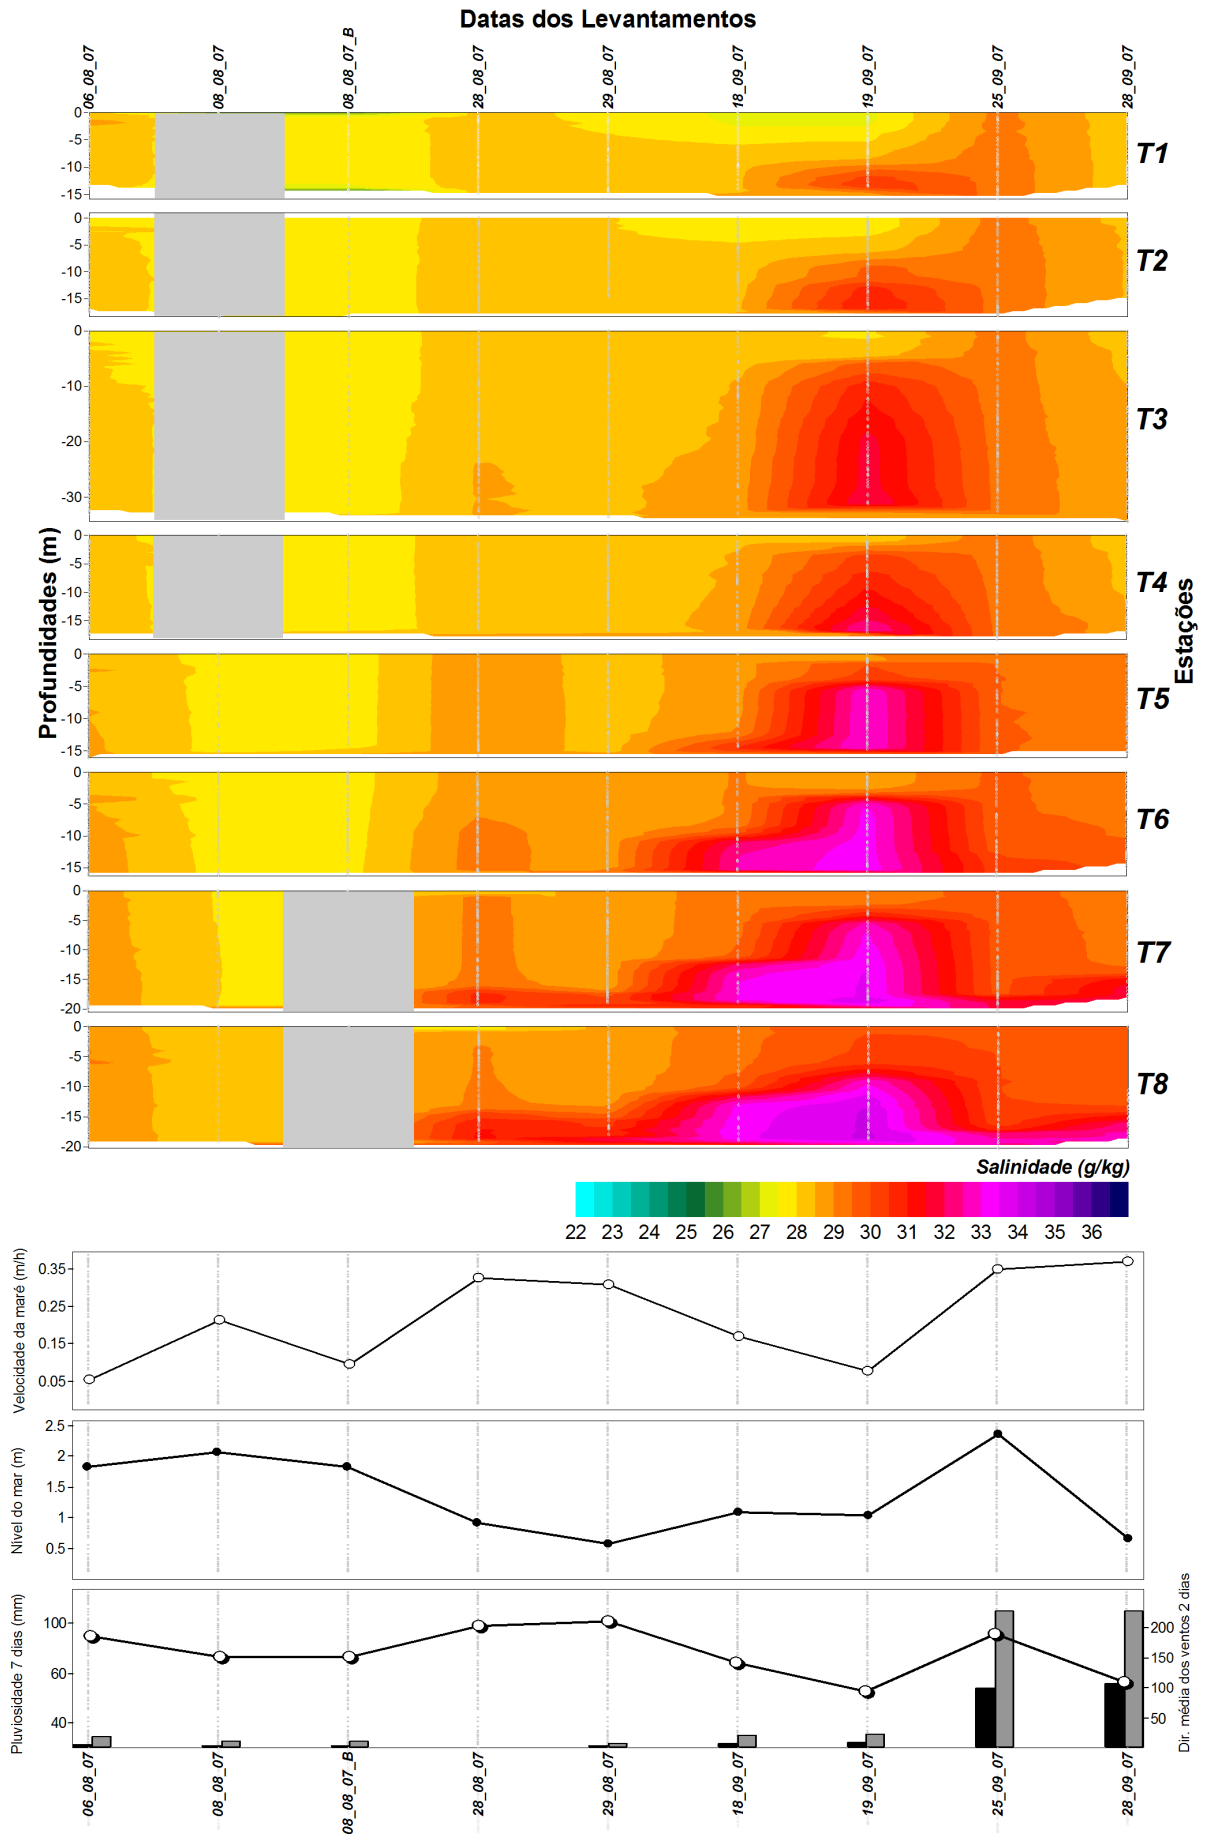 Datas dos Levantamentos
06_08_07 08_08_07 08_08_07_B 28_08_07 29_08_07 18_09_07 19_09_07 25_09_07 28_09_07
0
-5
-10
-15
T1
0
-5
-10
-15
T2
0
-10
-20
-30
T3
0
-5
-10
-15
T4
Profundidades (m)
Estações
0
-5
-10
-15
T5
0
-5
-10
-15
T6
0
-5
-10
-15
-20
T7
0
-5
-10
-15
-20
T8
Salinidade (g/kg)
22 23 24 25 26 27 28 29 30 31 32 33 34 35 36
Velocidade da maré (m/h)
0.35
0.25
0.15
0.05
Nível do mar (m)
2.5
2
1.5
1
0.5
Pluviosidade 7 dias (mm)
100
60
40
200
150
100
50
Dir. média dos ventos 2 dias
06_08_07 08_08_07 08_08_07_B 28_08_07 29_08_07 18_09_07 19_09_07 25_09_07 28_09_07